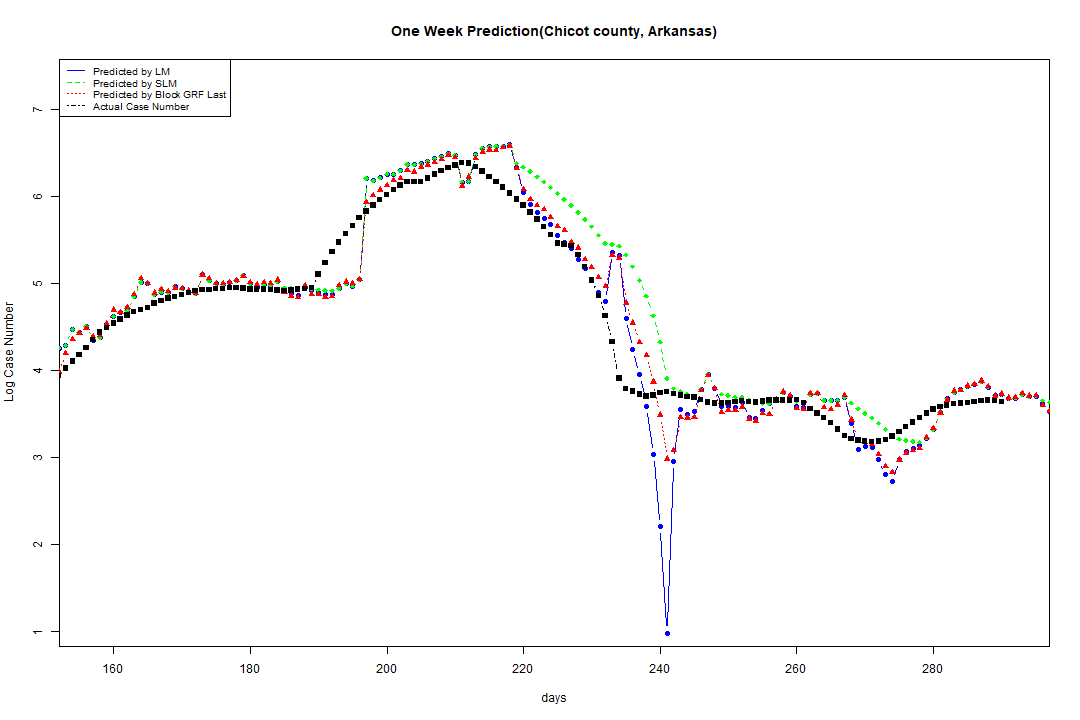 One Week Prediction(Chicot county, Arkansas)
Predicted by LM
Predicted by SLM
Predicted by Block GRF Last
Actual Case Number
7
6
5
4
3
2
1
Log Case Number
160 180 200 220 240 260 280
days